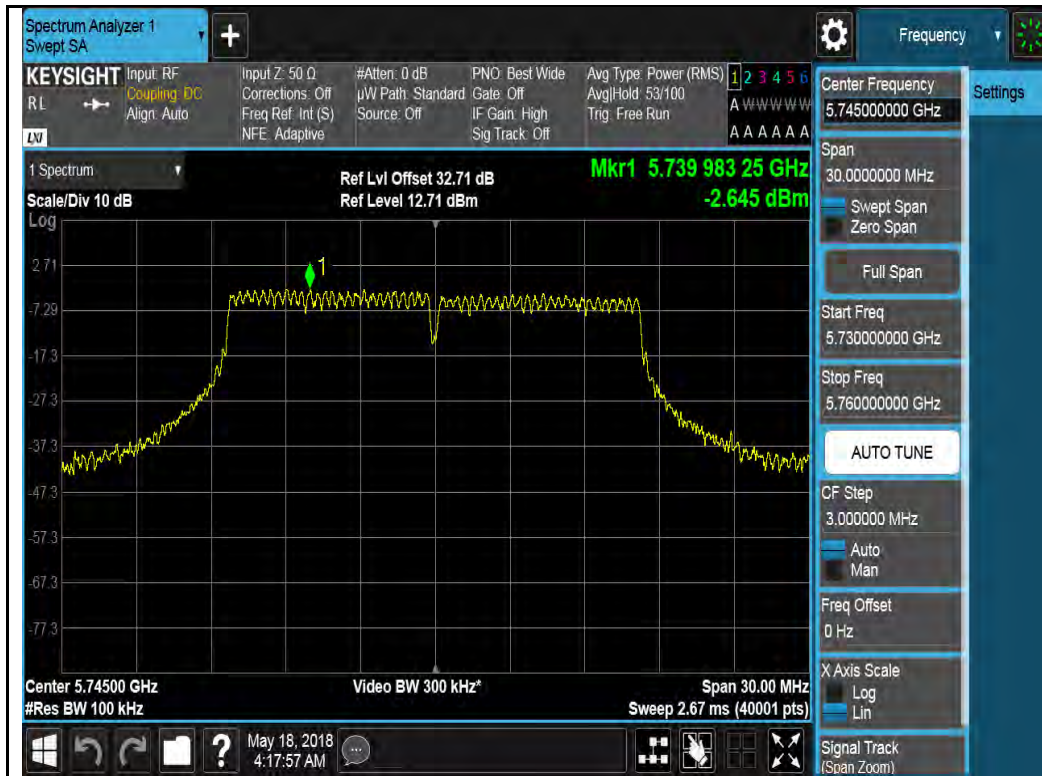 Spectrum Analyzer 1
Swept SA
+
Frequency
KEYSIGHT
RL
LXI
Input: RF
Coupling: DC
Align: Auto
Input Z: 50 Ω
Corrections: Off
Freq Ref: Int (S)
NFE: Adaptive
#Atten: 0 dB
µW Path: Standard
Source: Off
PNO: Best Wide
Gate: Off
IF Gain: High
Sig Track: Off
Avg Type: Power (RMS)
Avg|Hold: 53/100
Trig: Free Run
1 2 3 4 5 6
A W W W W W
A A A A A A
1 Spectrum
Scale/Div 10 dB
Ref Lvl Offset 32.71 dB
Ref Level 12.71 dBm
Mkr1 5.739 983 25 GHz
-2.645 dBm
Log
1
2.71
-7.29
-17.3
-27.3
-37.3
-47.3
-57.3
-67.3
-77.3
Center 5.74500 GHz
#Res BW 100 kHz
Video BW 300 kHz*
Span 30.00 MHz
Sweep 2.67 ms (40001 pts)
Center Frequency
5.745000000 GHz
Settings
Span
30.0000000 MHz
Swept Span
Zero Span
Full Span
Start Freq
5.730000000 GHz
Stop Freq
5.760000000 GHz
AUTO TUNE
CF Step
3.000000 MHz
Auto
Man
Freq Offset
0 Hz
X Axis Scale
Log
Lin
Signal Track
(Span Zoom)
?
May 18, 2018
4:17:57 AM